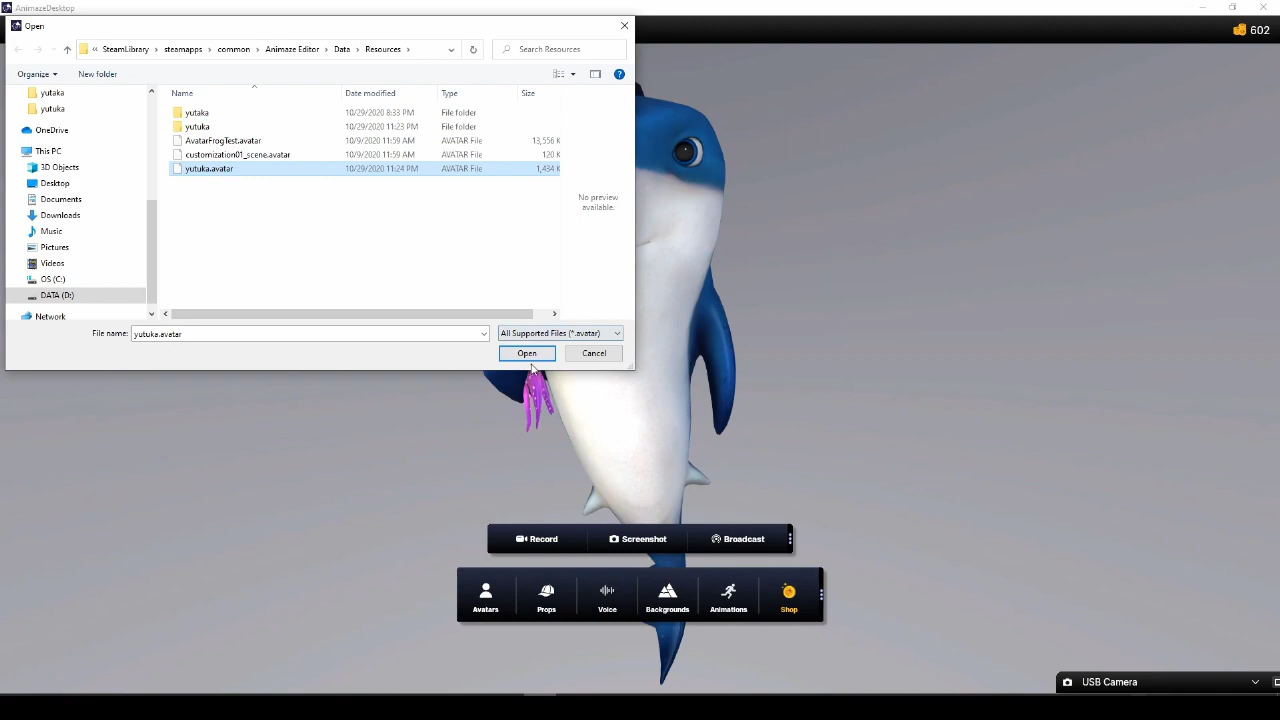 AnimazeDesktop
Open
« SteamLibrary > steamapps > common > Animaze Editor > Data > Resources >
Search Resources
602
Organize
New folder
yutaka
yutuka
OneDrive
This PC
3D Objects
Desktop
Documents
Downloads
Music
Pictures
Videos
OS (C:)
DATA (D:)
Network
Name Date modified Type Size
yutaka 10/29/2020 8:33 PM File folder
yutuka 10/29/2020 11:23 PM File folder
AvatarFrogTest.avatar 10/9/2020 11:59 AM AVATAR File 13,556 K
customization01_scene.avatar 10/9/2020 11:59 AM AVATAR File 120 K
yutuka.avatar 10/29/2020 11:24 PM AVATAR File 1,434 K
No preview
available.
File name: yutuka.avatar
All Supported Files (*.avatar)
Open Cancel
Record Screenshot Broadcast
Avatars Props Voice Backgrounds Animations Shop
USB Camera